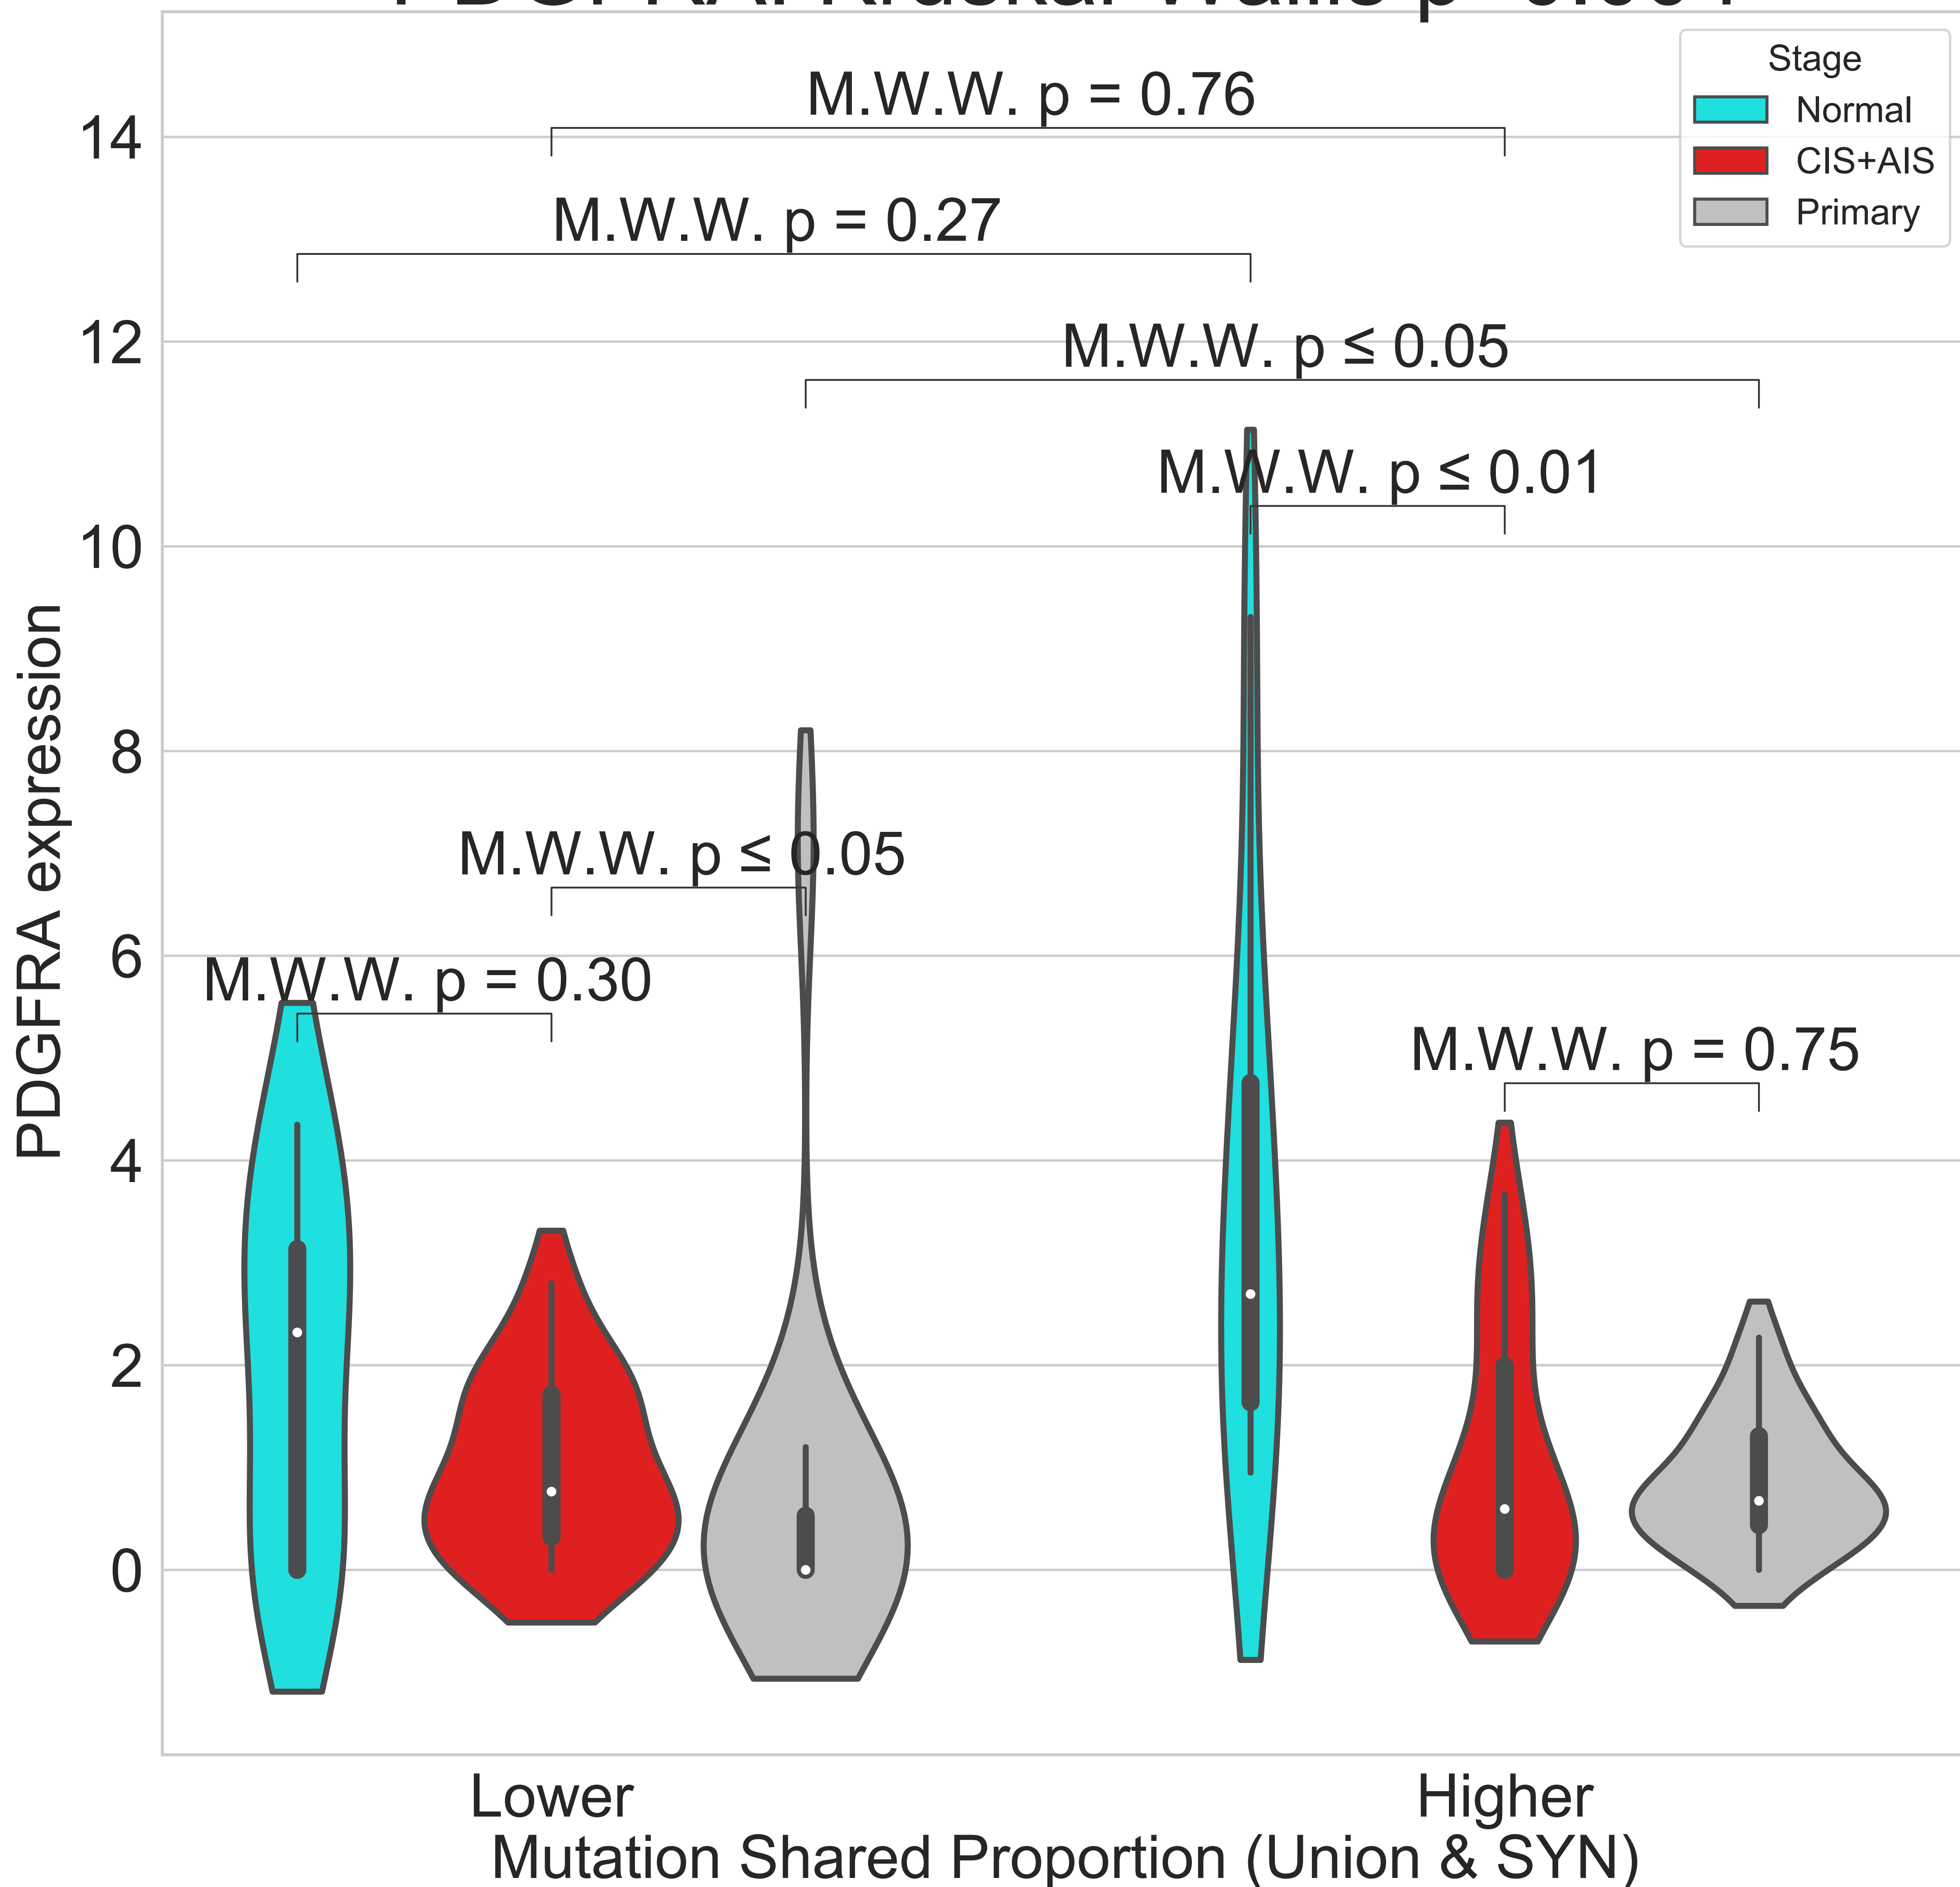 Stage
Normal
CIS+AIS
Primary
M.W.W. p = 0.76
M.W.W. p = 0.27
M.W.W. p ≤ 0.05
M.W.W. p ≤ 0.01
M.W.W. p ≤ 0.05
M.W.W. p = 0.30
M.W.W. p = 0.75
14
12
10
8
6
4
2
0
PDGFRA expression
Lower
Higher
Mutation Shared Proportion (Union & SYN)